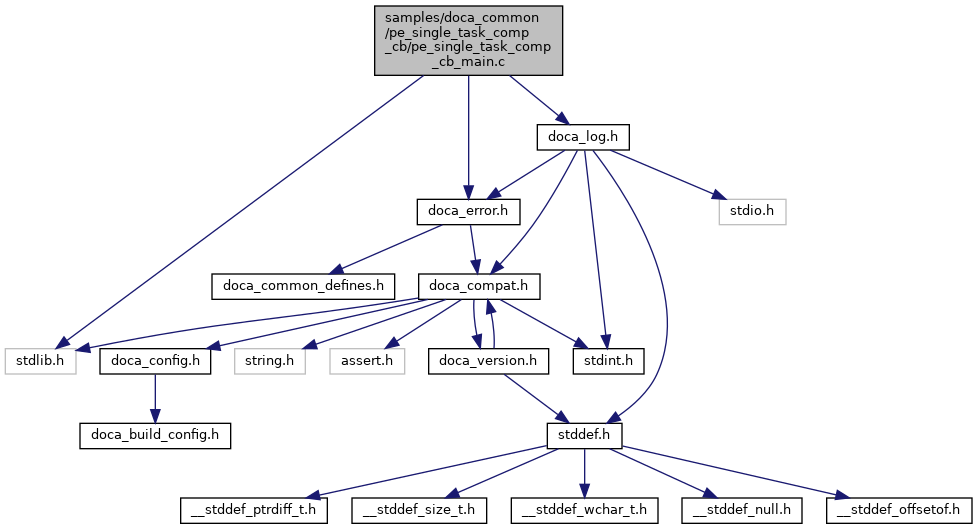 samples/doca_common
/pe_single_task_comp
_cb/pe_single_task_comp
_cb_main.c
doca_log.h
doca_error.h
stdio.h
doca_common_defines.h
doca_compat.h
stdlib.h
doca_config.h
string.h
assert.h
doca_version.h
stdint.h
doca_build_config.h
stddef.h
__stddef_ptrdiff_t.h
__stddef_size_t.h
__stddef_wchar_t.h
__stddef_null.h
__stddef_offsetof.h